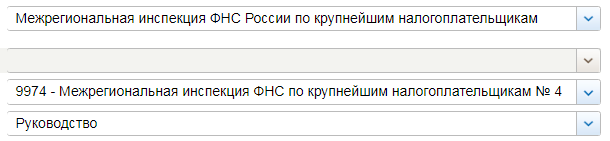 Межрегиональная инспекция ФНС России по крупнейшим налогоплательщикам
9974 - Межрегиональная инспекция ФНС по крупнейшим налогоплательщикам № 4
Руководство